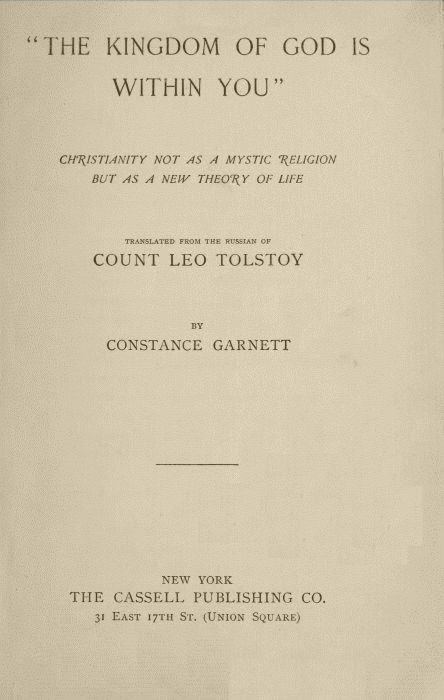 “THE KINGDOM OF GOD IS
WITHIN YOU”
CHRISTIANITY NOT AS A MYSTIC RELIGION
BUT AS A NEW THEORY OF LIFE
TRANSLATED FROM THE RUSSIAN OF
COUNT LEO TOLSTOY
BY
CONSTANCE GARNETT
NEW YORK
THE CASSELL PUBLISHING CO.
31 EAST 17TH ST. (UNION SQUARE)